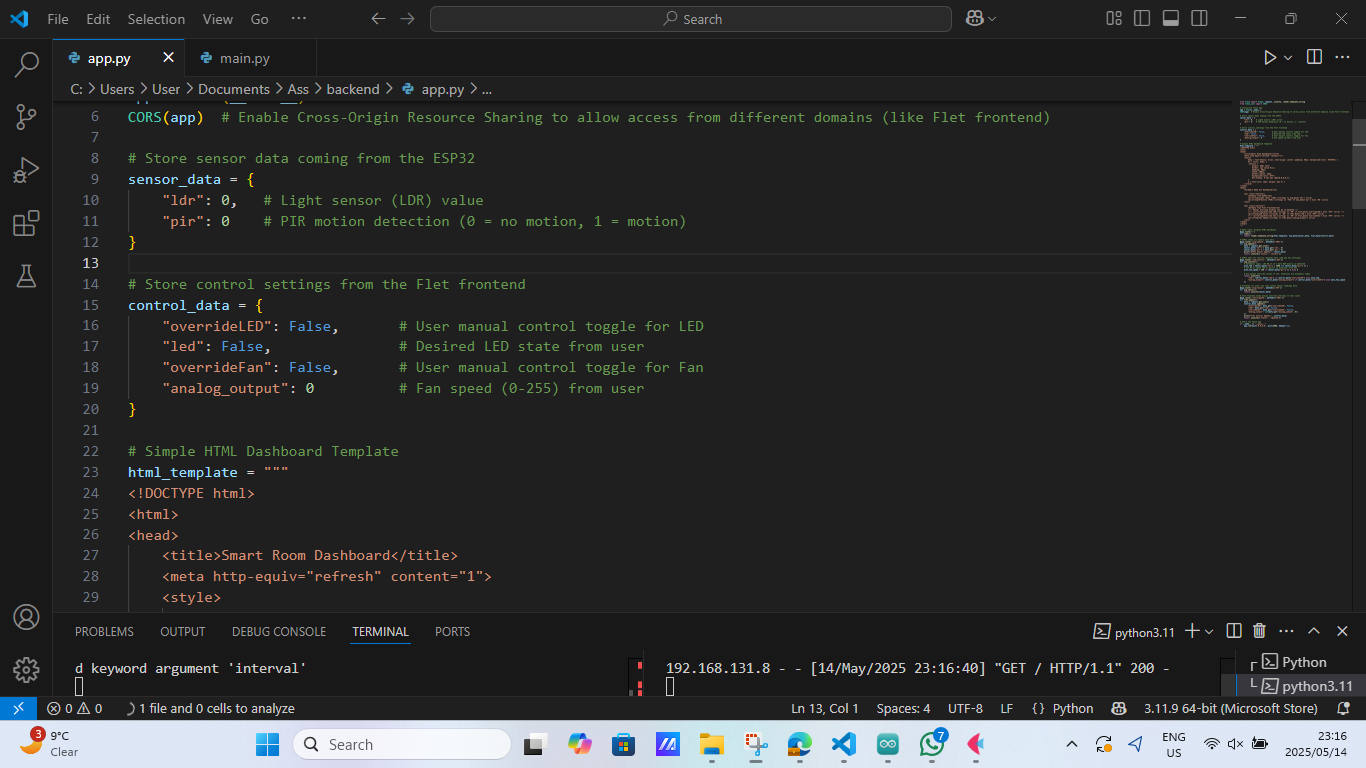 File Edit Selection View Go ··· Search
app.py main.py
C: > Users > User > Documents > Ass > backend > app.py > ...
6 CORS(app)  # Enable Cross-Origin Resource Sharing to allow access from different domains (like Flet frontend)
7
8 # Store sensor data coming from the ESP32
9 sensor_data = {
10     "ldr": 0,   # Light sensor (LDR) value
11     "pir": 0    # PIR motion detection (0 = no motion, 1 = motion)
12 }
13
14 # Store control settings from the Flet frontend
15 control_data = {
16     "overrideLED": False,       # User manual control toggle for LED
17     "led": False,               # Desired LED state from user
18     "overrideFan": False,       # User manual control toggle for Fan
19     "analog_output": 0          # Fan speed (0-255) from user
20 }
21
22 # Simple HTML Dashboard Template
23 html_template = """
24 <!DOCTYPE html>
25 <html>
26 <head>
27     <title>Smart Room Dashboard</title>
28     <meta http-equiv="refresh" content="1">
29     <style>
PROBLEMS OUTPUT DEBUG CONSOLE TERMINAL PORTS python3.11
d keyword argument 'interval' 192.168.131.8 - - [14/May/2025 23:16:40] "GET / HTTP/1.1" 200 - Python
python3.11
0 0 1 file and 0 cells to analyze Ln 13, Col 1 Spaces: 4 UTF-8 LF {} Python 3.11.9 64-bit (Microsoft Store)
3 9°C Clear Search 7 ENG US 23:16 2025/05/14